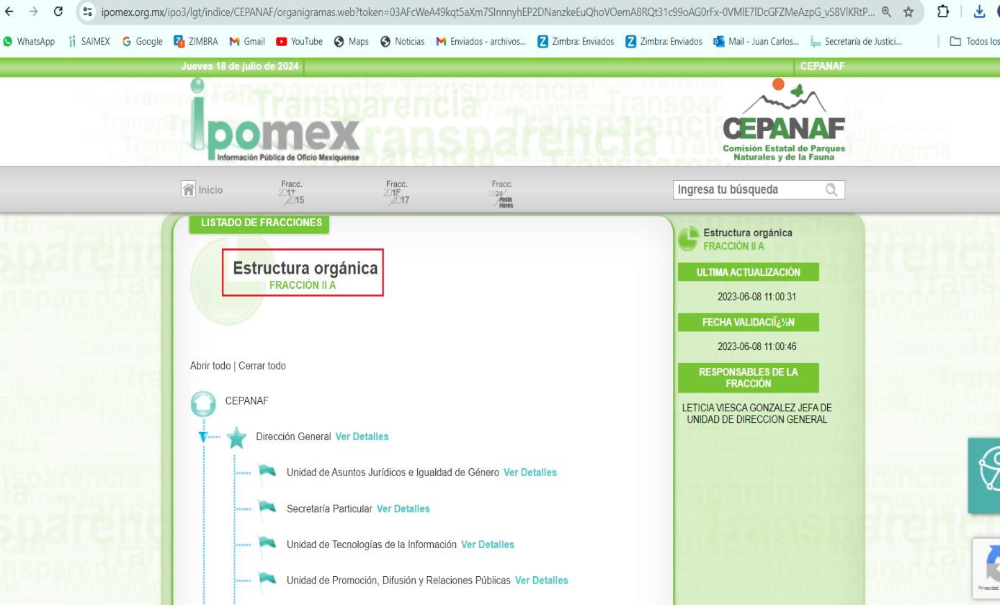 ipomex.org.mx/ipo3/lgt/indice/CEPANAF/organigramas.web?token=03AFcWeA49kqt5aXm7SInnnyhEP2DNanzkeEuQhoVOemA8RQt31c99oAG0rFx-0VMlE7lDcGFZMeAzpG_vS8VlKRtP...
WhatsApp SAIMEX Google ZIMBRA Gmail YouTube Maps Noticias Enviados - archivos... Zimbra: Enviados Zimbra: Enviados Mail - Juan Carlos... Secretaría de Justici... Todos los
Jueves 18 de julio de 2024 CEPANAF
ipomex
Información Pública de Oficio Mexiquense
CEPANAF
Comisión Estatal de Parques
Naturales y de la Fauna
Inicio
Fracc.
2011/
2015
Fracc.
2015/
2017
Fracc.
2024/
Poste
riores
Ingresa tu búsqueda
LISTADO DE FRACCIONES
Estructura orgánica
FRACCIÓN II A
Abrir todo | Cerrar todo
CEPANAF
Dirección General Ver Detalles
Unidad de Asuntos Jurídicos e Igualdad de Género Ver Detalles
Secretaría Particular Ver Detalles
Unidad de Tecnologías de la Información Ver Detalles
Unidad de Promoción, Difusión y Relaciones Públicas Ver Detalles
Estructura orgánica
FRACCIÓN II A
ULTIMA ACTUALIZACIÓN
2023-06-08 11:00:31
FECHA VALIDACIÏ¿½N
2023-06-08 11:00:46
RESPONSABLES DE LA
FRACCIÓN
LETICIA VIESCA GONZALEZ JEFA DE
UNIDAD DE DIRECCION GENERAL
Privacidad